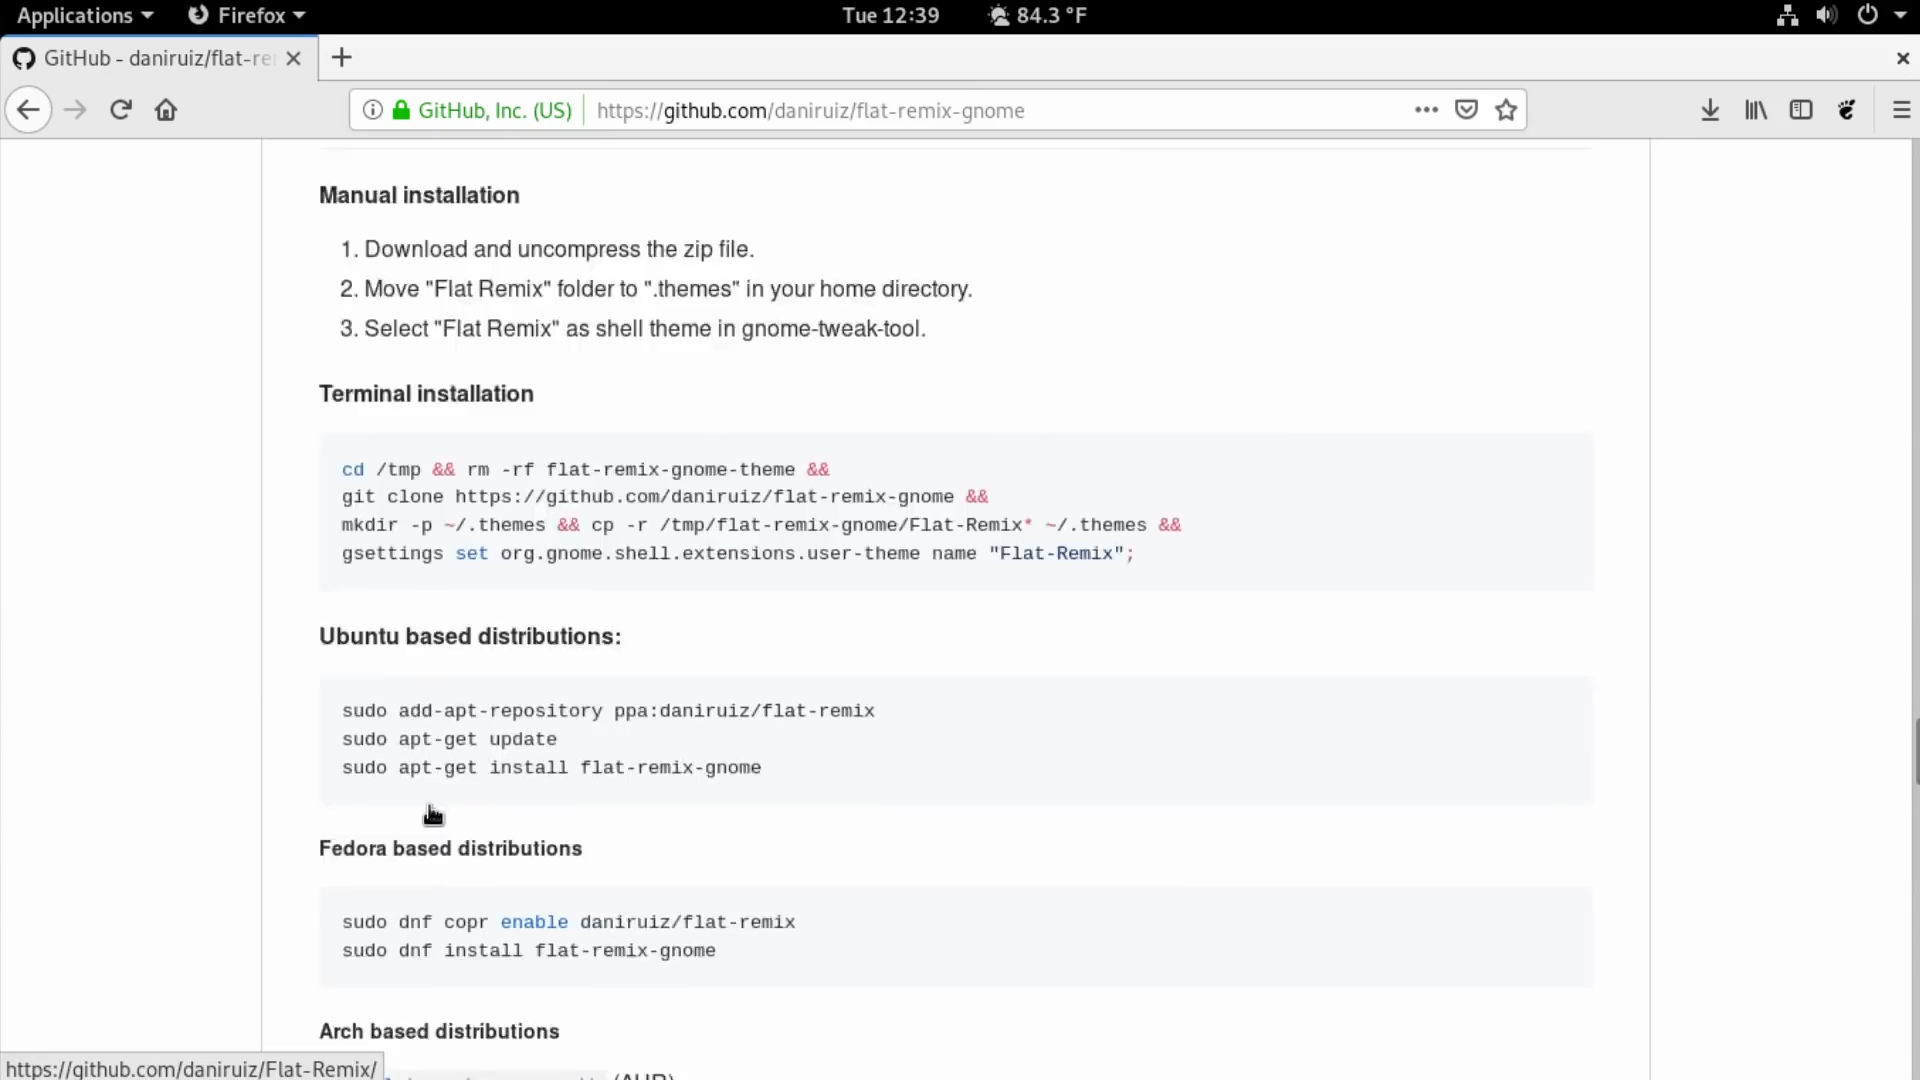 Applications Firefox Tue 12:39 84.3 °F
GitHub - daniruiz/flat-re
GitHub, Inc. (US) https://github.com/daniruiz/flat-remix-gnome
Manual installation
1. Download and uncompress the zip file.
2. Move "Flat Remix" folder to ".themes" in your home directory.
3. Select "Flat Remix" as shell theme in gnome-tweak-tool.
Terminal installation
cd /tmp && rm -rf flat-remix-gnome-theme &&
git clone https://github.com/daniruiz/flat-remix-gnome &&
mkdir -p ~/.themes && cp -r /tmp/flat-remix-gnome/Flat-Remix* ~/.themes &&
gsettings set org.gnome.shell.extensions.user-theme name "Flat-Remix";
Ubuntu based distributions:
sudo add-apt-repository ppa:daniruiz/flat-remix
sudo apt-get update
sudo apt-get install flat-remix-gnome
Fedora based distributions
sudo dnf copr enable daniruiz/flat-remix
sudo dnf install flat-remix-gnome
Arch based distributions
(AUR)
https://github.com/daniruiz/Flat-Remix/